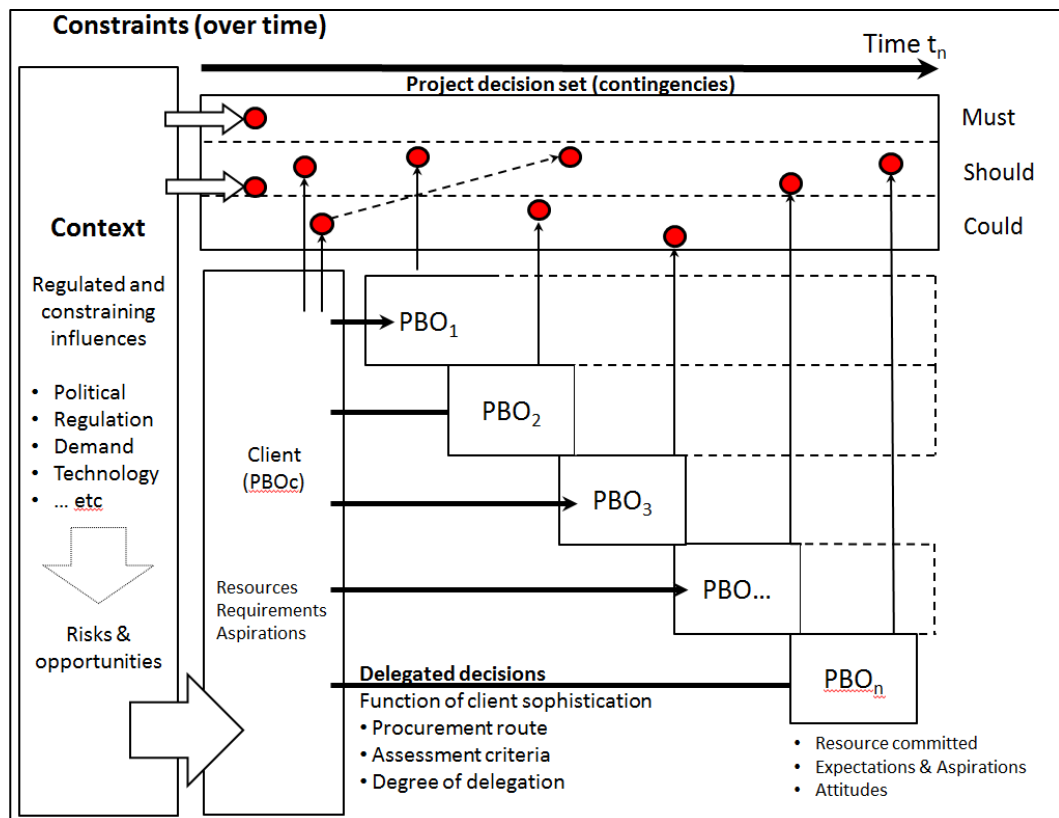 Constraints (over time)
Time tn
Project decision set (contingencies)
Must
Should
Could
Context
Regulated and
constraining
influences
• Political
• Regulation
• Demand
• Technology
• ... etc
Risks &
opportunities
Client
(PBOc)
Resources
Requirements
Aspirations
PBO1
PBO2
PBO3
PBO...
PBOn
Delegated decisions
Function of client sophistication
• Procurement route
• Assessment criteria
• Degree of delegation
• Resource committed
• Expectations & Aspirations
• Attitudes